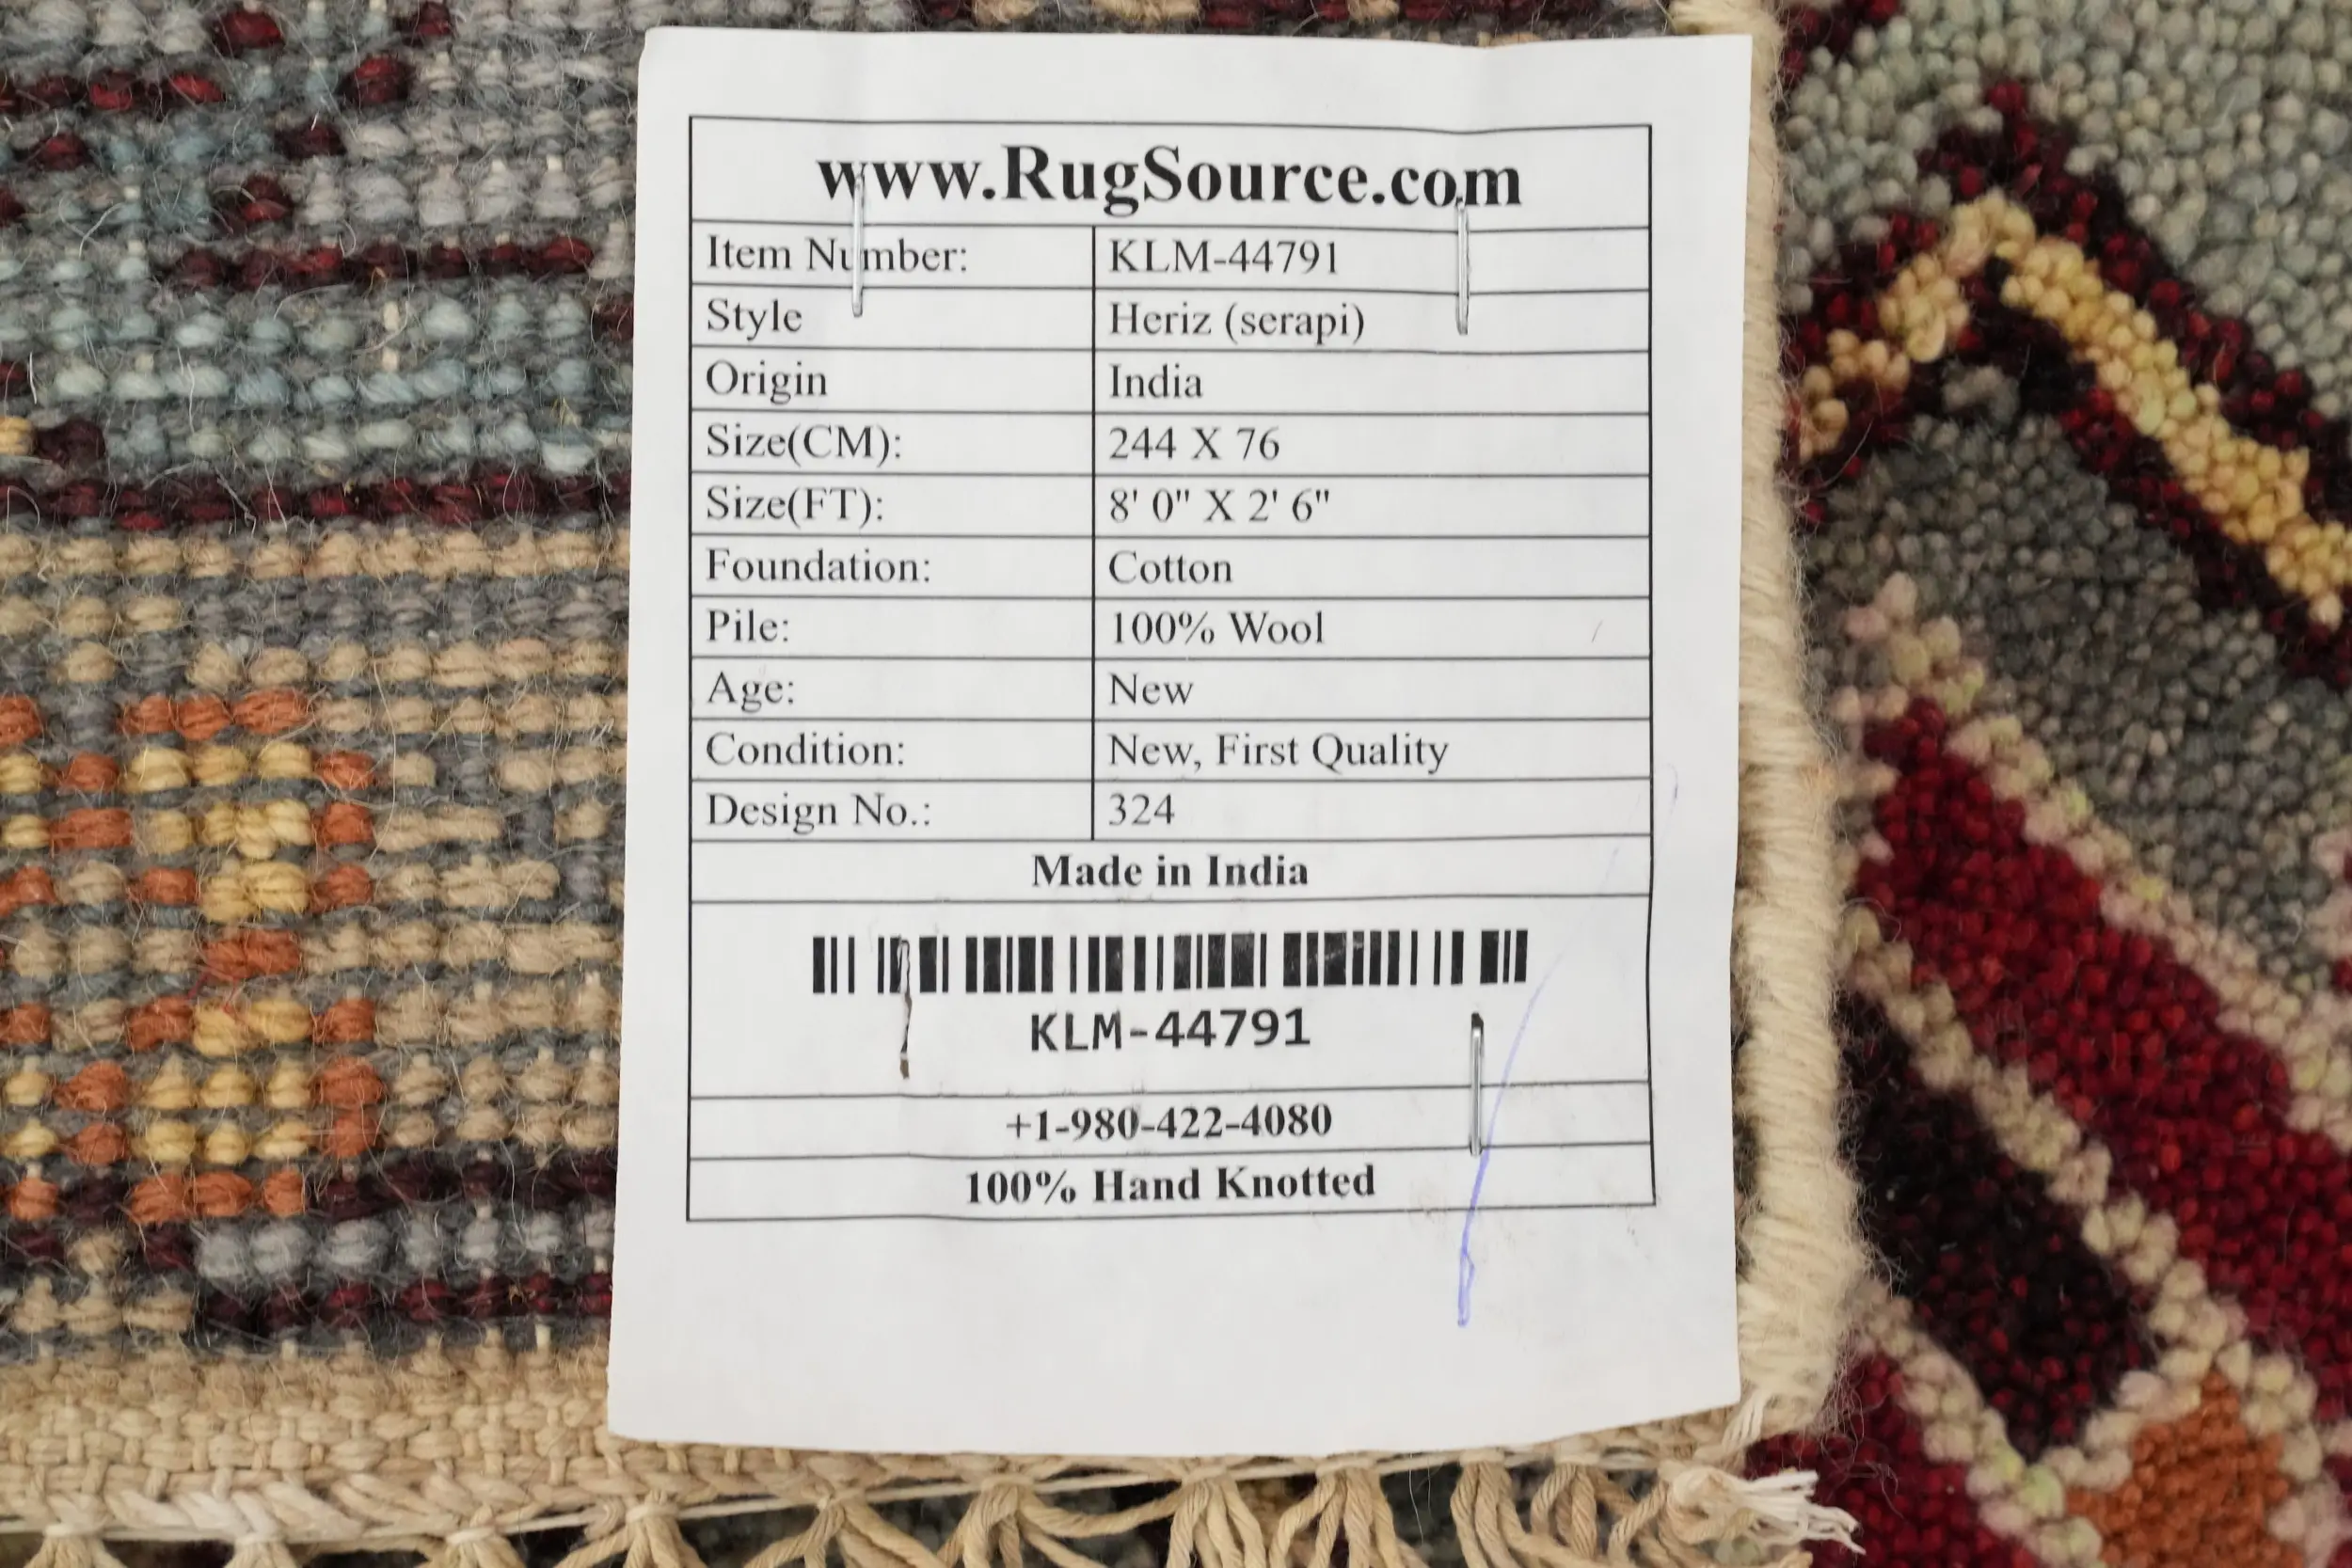 www.RugSource.com
Item Number: KLM-44791
Style Heriz (serapi)
Origin India
Size(CM): 244 X 76
Size(FT): 8' 0" X 2' 6"
Foundation: Cotton
Pile: 100% Wool
Age: New
Condition: New, First Quality
Design No.: 324
Made in India
KLM-44791
+1-980-422-4080
100% Hand Knotted